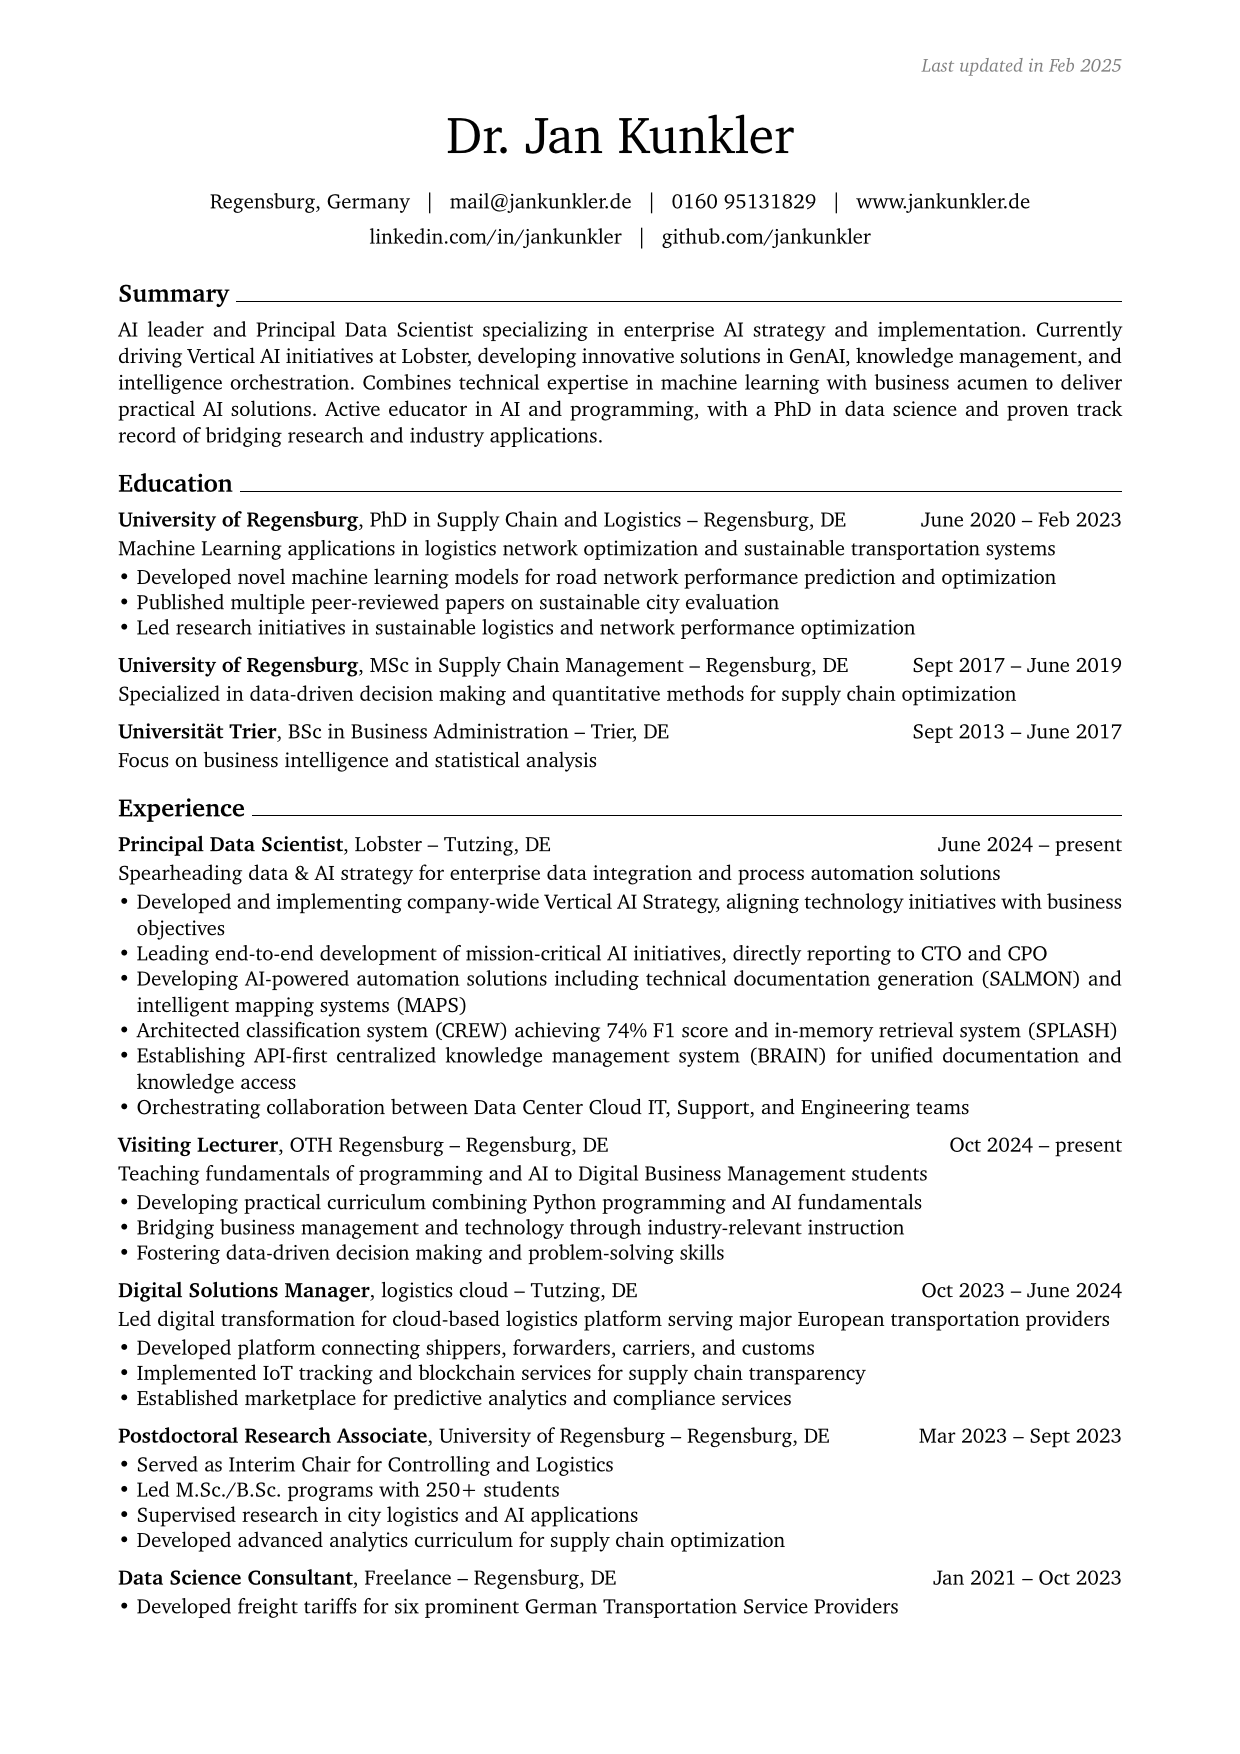 Last updated in Feb 2025
Dr. Jan Kunkler
Regensburg, Germany | mail@jankunkler.de | 0160 95131829 | www.jankunkler.de
linkedin.com/in/jankunkler | github.com/jankunkler
Summary
AI leader and Principal Data Scientist specializing in enterprise AI strategy and implementation. Currently
driving Vertical AI initiatives at Lobster, developing innovative solutions in GenAI, knowledge management, and
intelligence orchestration. Combines technical expertise in machine learning with business acumen to deliver
practical AI solutions. Active educator in AI and programming, with a PhD in data science and proven track
record of bridging research and industry applications.
Education
University of Regensburg, PhD in Supply Chain and Logistics – Regensburg, DE June 2020 – Feb 2023
Machine Learning applications in logistics network optimization and sustainable transportation systems
• Developed novel machine learning models for road network performance prediction and optimization
• Published multiple peer-reviewed papers on sustainable city evaluation
• Led research initiatives in sustainable logistics and network performance optimization
University of Regensburg, MSc in Supply Chain Management – Regensburg, DE Sept 2017 – June 2019
Specialized in data-driven decision making and quantitative methods for supply chain optimization
Universität Trier, BSc in Business Administration – Trier, DE Sept 2013 – June 2017
Focus on business intelligence and statistical analysis
Experience
Principal Data Scientist, Lobster – Tutzing, DE June 2024 – present
Spearheading data & AI strategy for enterprise data integration and process automation solutions
• Developed and implementing company-wide Vertical AI Strategy, aligning technology initiatives with business
objectives
• Leading end-to-end development of mission-critical AI initiatives, directly reporting to CTO and CPO
• Developing AI-powered automation solutions including technical documentation generation (SALMON) and
intelligent mapping systems (MAPS)
• Architected classification system (CREW) achieving 74% F1 score and in-memory retrieval system (SPLASH)
• Establishing API-first centralized knowledge management system (BRAIN) for unified documentation and
knowledge access
• Orchestrating collaboration between Data Center Cloud IT, Support, and Engineering teams
Visiting Lecturer, OTH Regensburg – Regensburg, DE Oct 2024 – present
Teaching fundamentals of programming and AI to Digital Business Management students
• Developing practical curriculum combining Python programming and AI fundamentals
• Bridging business management and technology through industry-relevant instruction
• Fostering data-driven decision making and problem-solving skills
Digital Solutions Manager, logistics cloud – Tutzing, DE Oct 2023 – June 2024
Led digital transformation for cloud-based logistics platform serving major European transportation providers
• Developed platform connecting shippers, forwarders, carriers, and customs
• Implemented IoT tracking and blockchain services for supply chain transparency
• Established marketplace for predictive analytics and compliance services
Postdoctoral Research Associate, University of Regensburg – Regensburg, DE Mar 2023 – Sept 2023
• Served as Interim Chair for Controlling and Logistics
• Led M.Sc./B.Sc. programs with 250+ students
• Supervised research in city logistics and AI applications
• Developed advanced analytics curriculum for supply chain optimization
Data Science Consultant, Freelance – Regensburg, DE Jan 2021 – Oct 2023
• Developed freight tariffs for six prominent German Transportation Service Providers